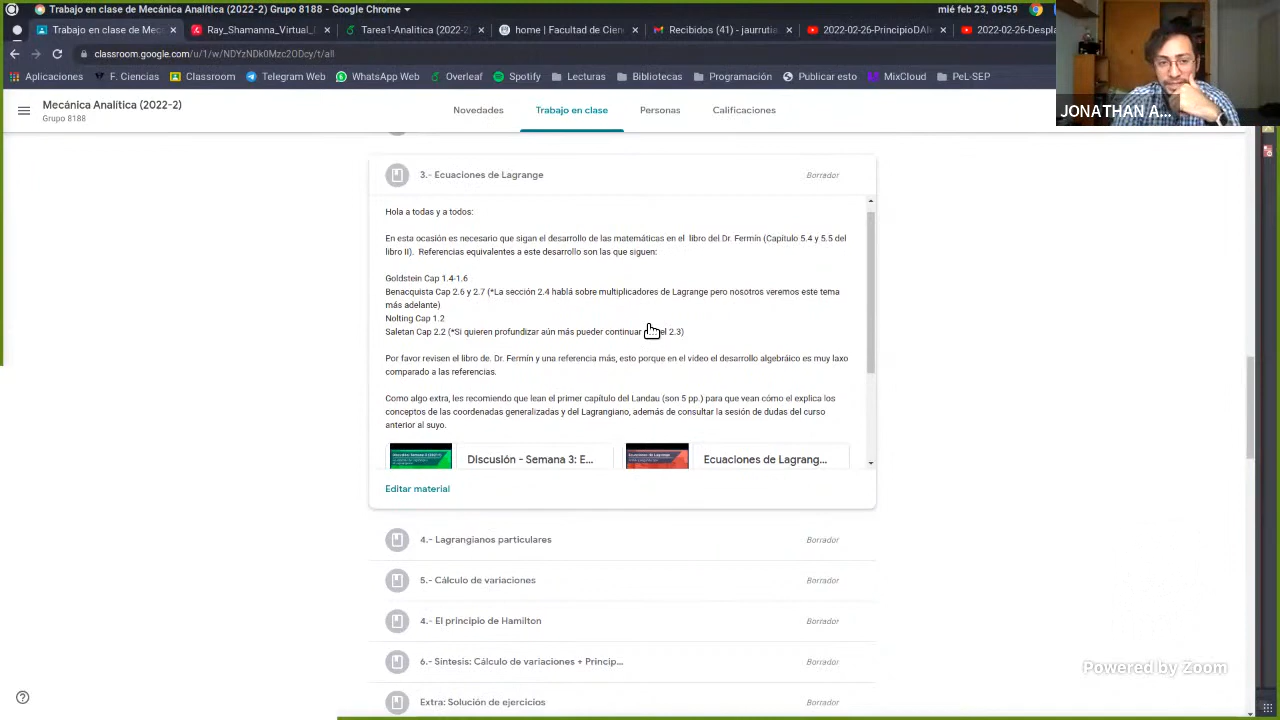 Trabajo en clase de Mecánica Analítica (2022-2) Grupo 8188 - Google Chrome
mié feb 23, 09:59
Trabajo en clase de Mec
Ray_Shamanna_Virtual_
Tarea1-Analitica (2022-2
home | Facultad de Cien
Recibidos (41) - jaurrutia
2022-02-26-PrincipioDAl
2022-02-26-Despla
classroom.google.com/u/1/w/NDYzNDk0Mzc2ODcy/t/all
Aplicaciones
F. Ciencias
Classroom
Telegram Web
WhatsApp Web
Overleaf
Spotify
Lecturas
Bibliotecas
Programación
Publicar esto
MixCloud
PeL-SEP
JONATHAN A...
Mecánica Analítica (2022-2)
Grupo 8188
Novedades
Trabajo en clase
Personas
Calificaciones
3.- Ecuaciones de Lagrange
Borrador
Hola a todas y a todos:
En esta ocasión es necesario que sigan el desarrollo de las matemáticas en el libro del Dr. Fermín (Capítulo 5.4 y 5.5 del
libro II). Referencias equivalentes a este desarrollo son las que siguen:
Goldstein Cap 1.4-1.6
Benacquista Cap 2.6 y 2.7 (*La sección 2.4 hablá sobre multiplicadores de Lagrange pero nosotros veremos este tema
más adelante)
Nolting Cap 1.2
Saletan Cap 2.2 (*Si quieren profundizar aún más pueder continuar el 2.3)
Por favor revisen el libro de. Dr. Fermín y una referencia más, esto porque en el video el desarrollo algebráico es muy laxo
comparado a las referencias.
Como algo extra, les recomiendo que lean el primer capítulo del Landau (son 5 pp.) para que vean cómo el explica los
conceptos de las coordenadas generalizadas y del Lagrangiano, además de consultar la sesión de dudas del curso
anterior al suyo.
Discusión - Semana 3: E...
Ecuaciones de Lagrang...
Editar material
4.- Lagrangianos particulares
Borrador
5.- Cálculo de variaciones
Borrador
4.- El principio de Hamilton
Borrador
6.- Síntesis: Cálculo de variaciones + Princip...
Borrador
Extra: Solución de ejercicios
Borrador
Powered by Zoom